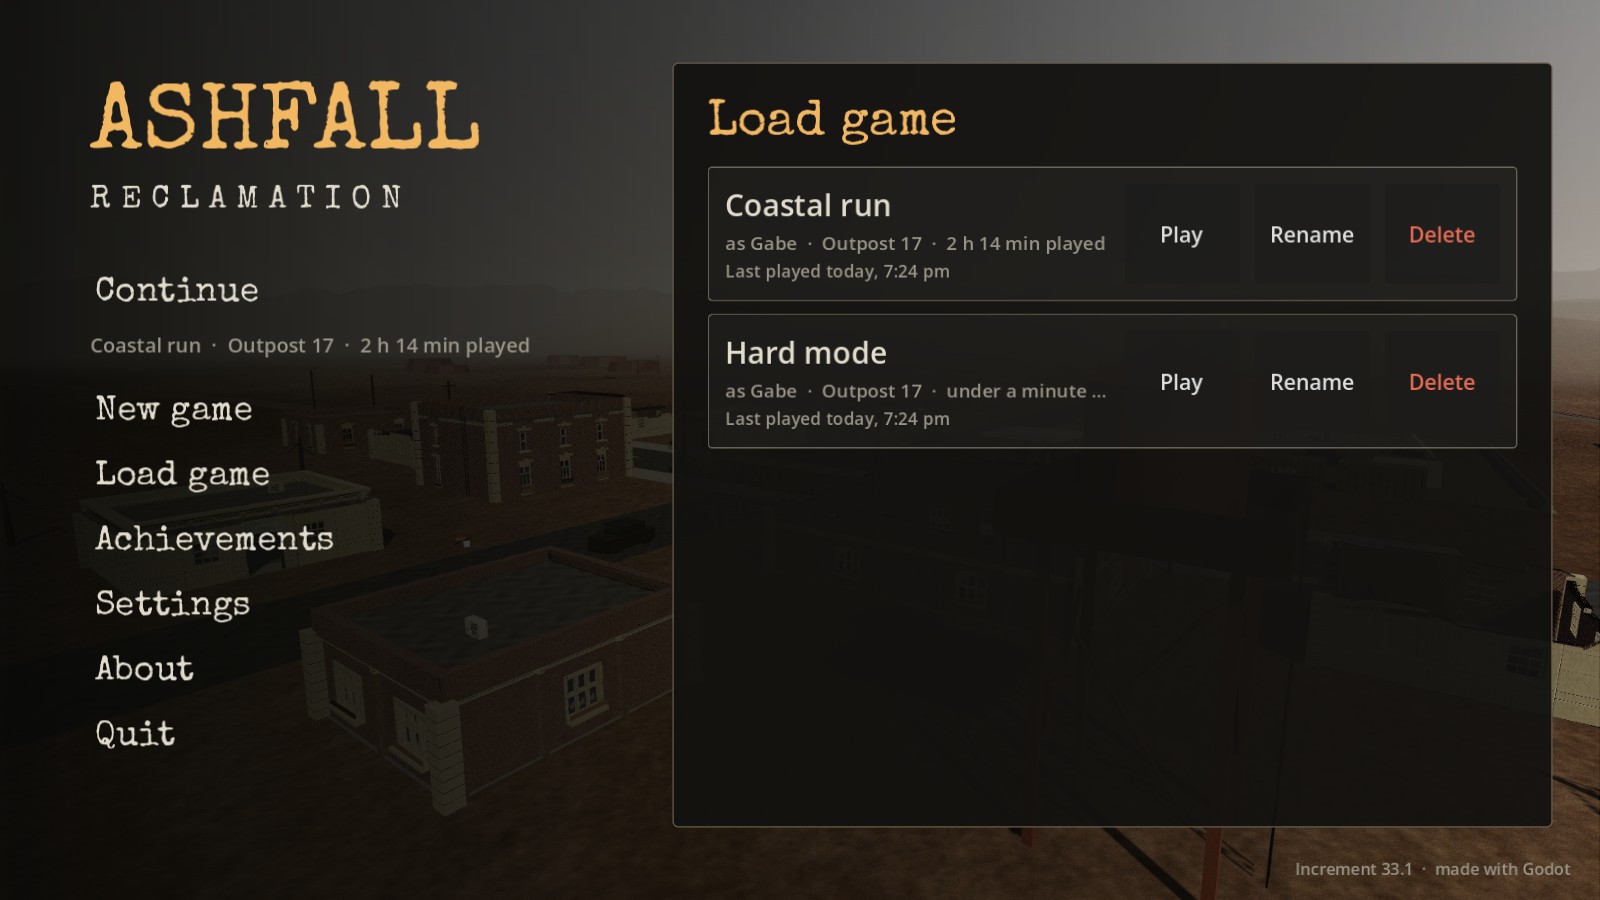 ASHFALL
RECLAMATION
Continue
Coastal run · Outpost 17 · 2 h 14 min played
New game
Load game
Achievements
Settings
About
Quit
Load game
Coastal run
as Gabe · Outpost 17 · 2 h 14 min played
Last played today, 7:24 pm
Play
Rename
Delete
Hard mode
as Gabe · Outpost 17 · under a minute ...
Last played today, 7:24 pm
Play
Rename
Delete
Increment 33.1 · made with Godot